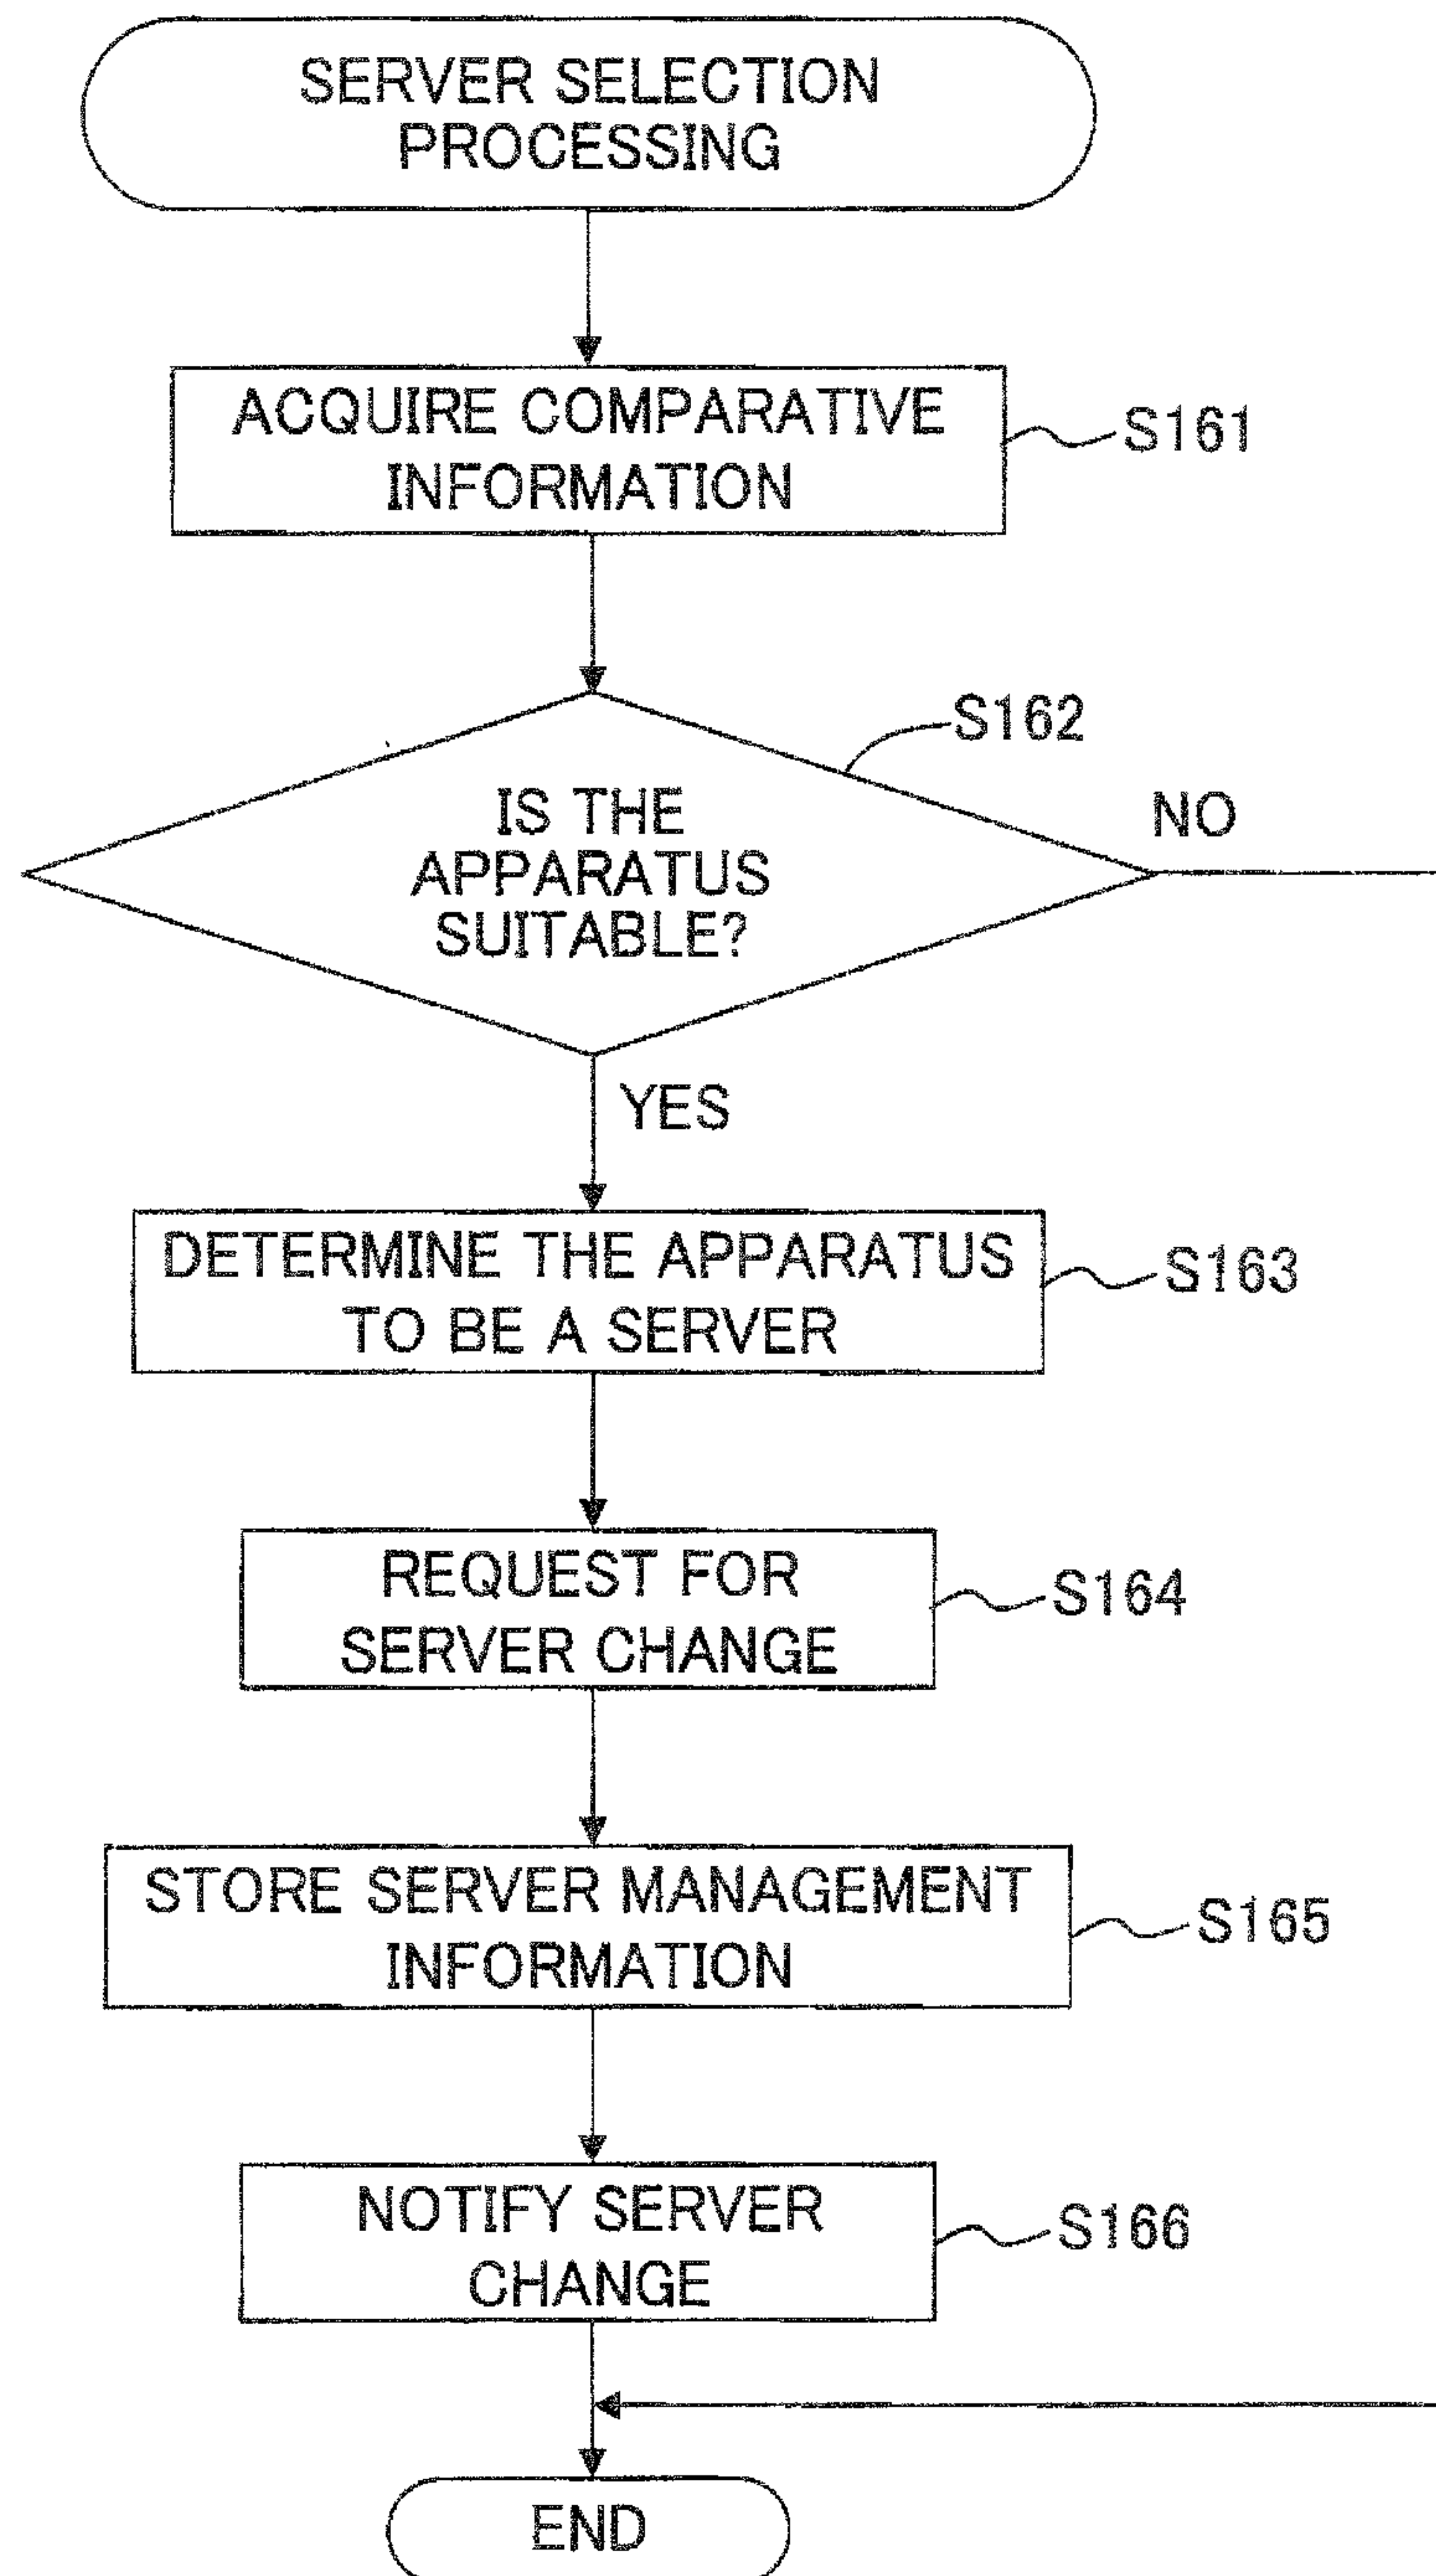 SERVER SELECTION
PROCESSING
ACQUIRE COMPARATIVE
INFORMATION
S161
S162
IS THE
APPARATUS
SUITABLE?
NO
YES
DETERMINE THE APPARATUS
TO BE A SERVER
S163
REQUEST FOR
SERVER CHANGE
S164
STORE SERVER MANAGEMENT
INFORMATION
S165
NOTIFY SERVER
CHANGE
S166
END